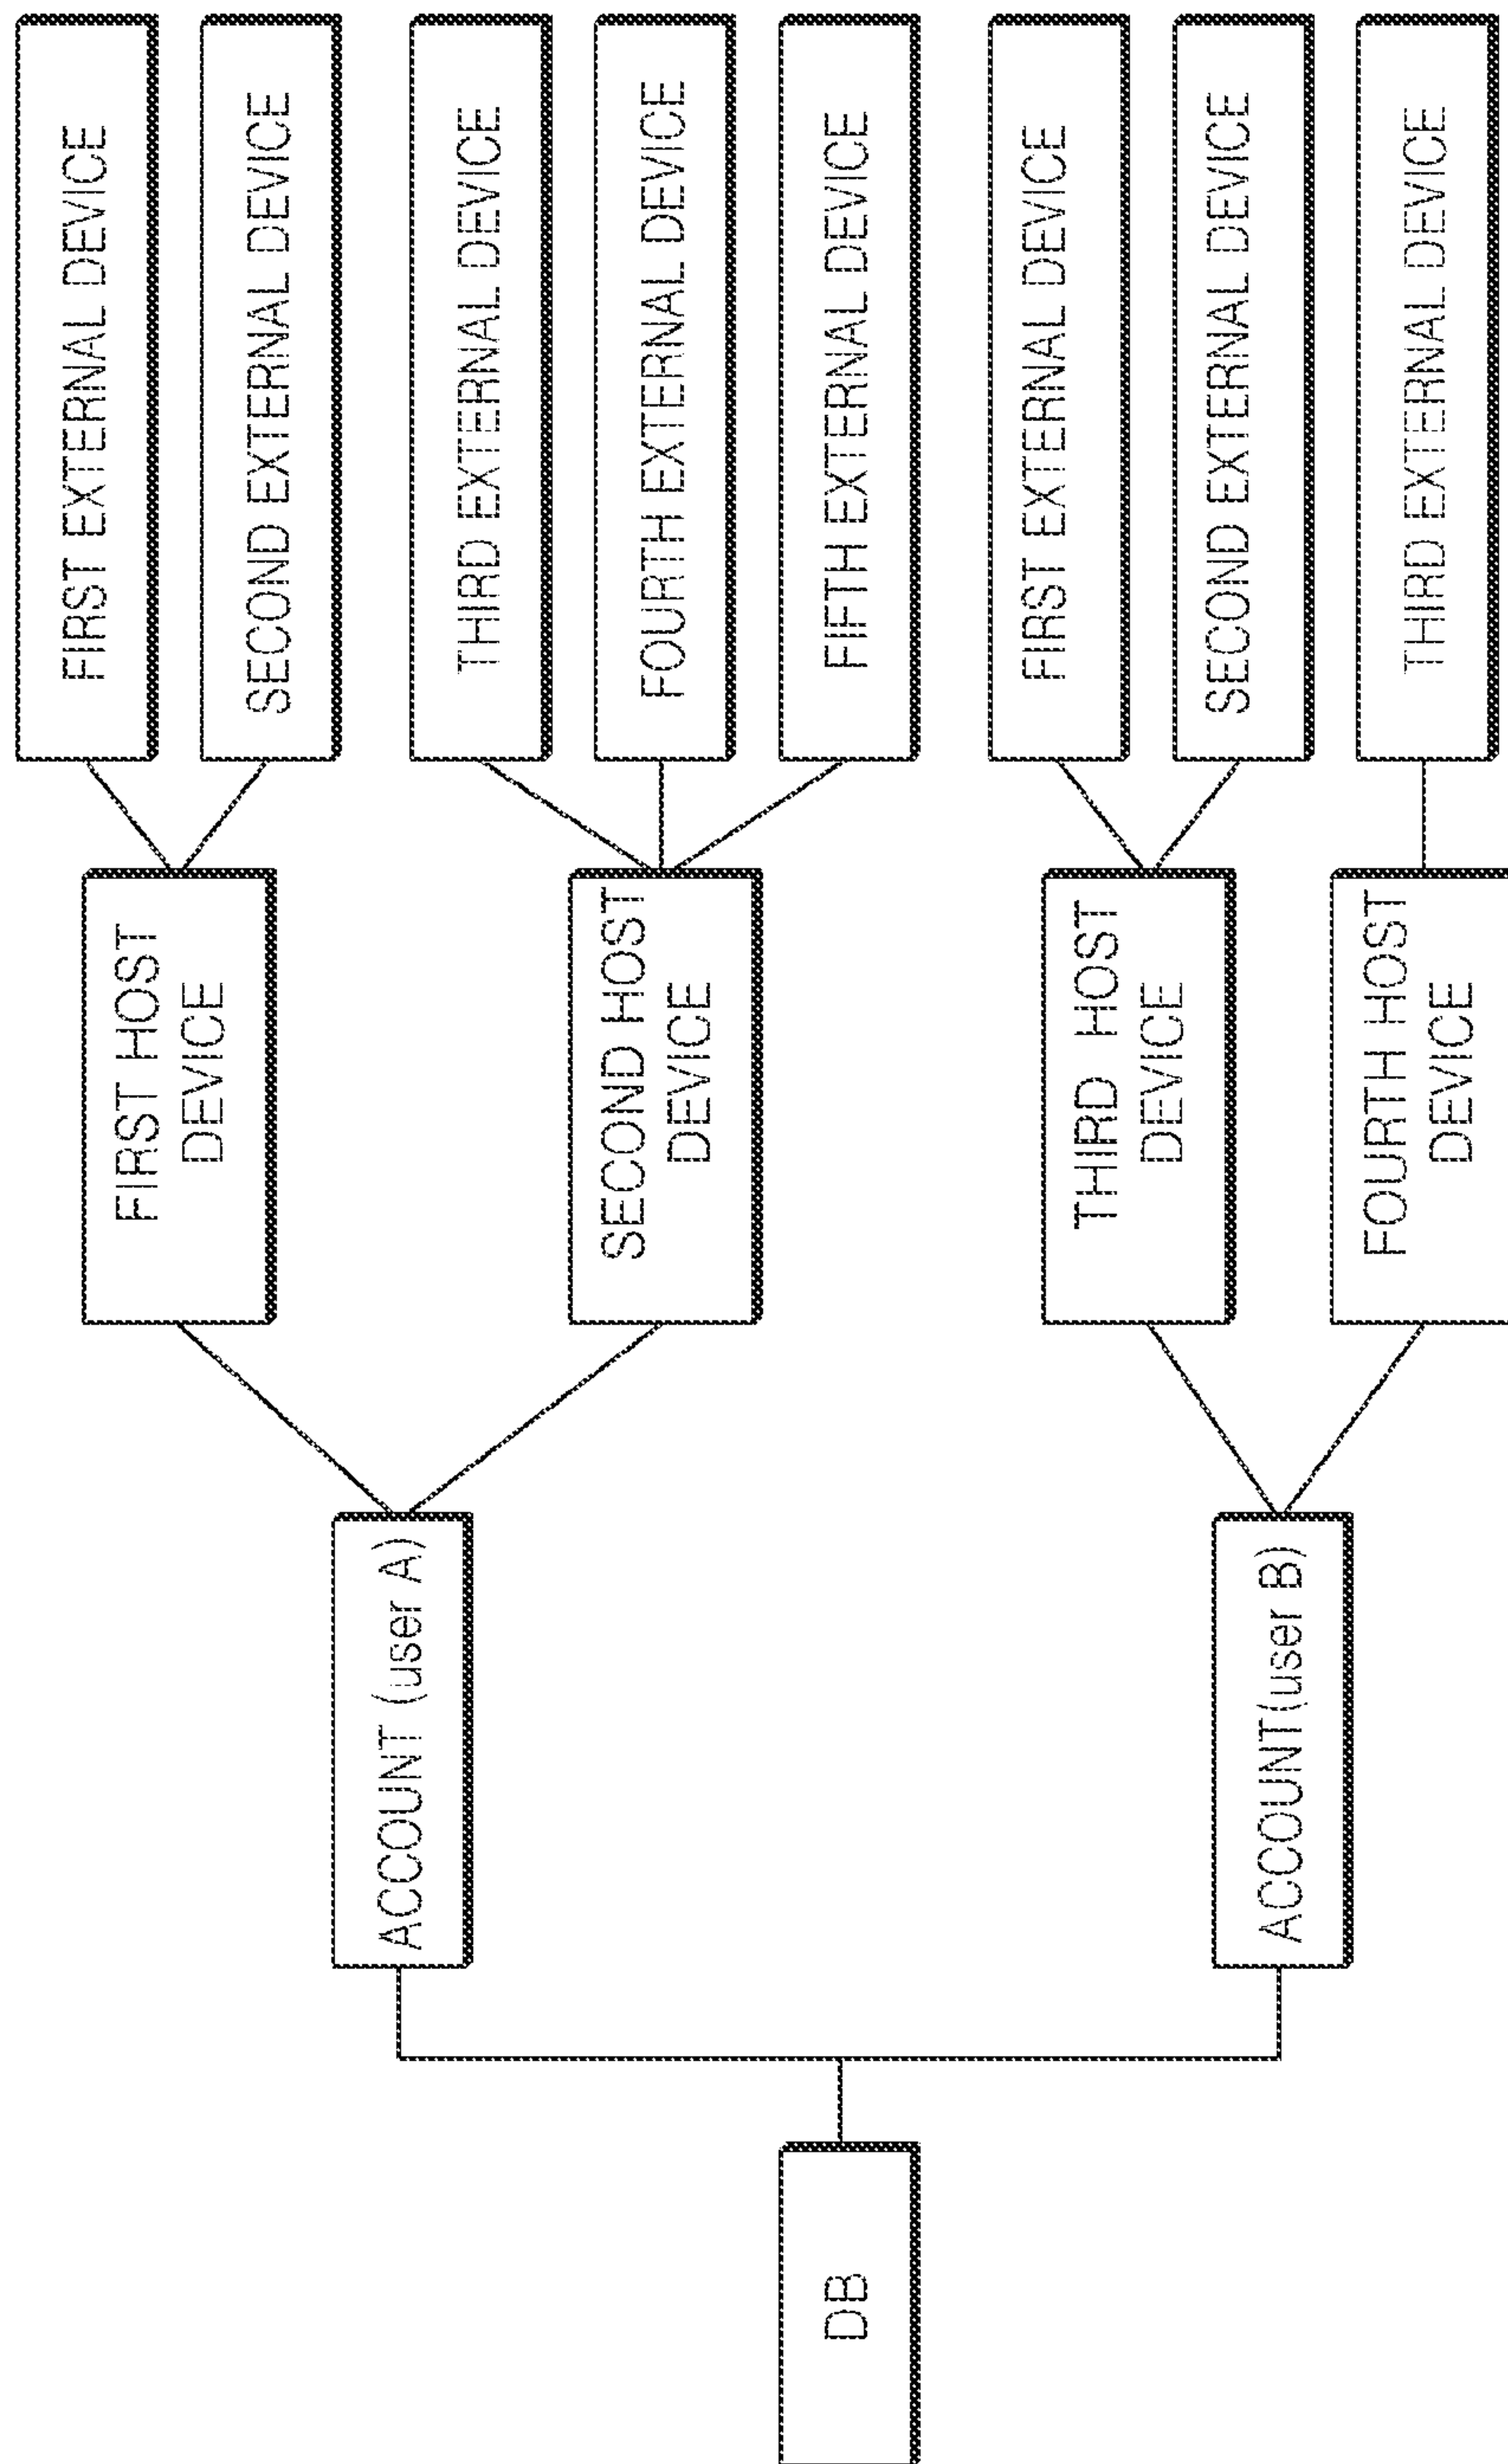 DB
ACCOUNT (user A)
ACCOUNT(user B)
FIRST HOST
DEVICE
SECOND HOST
DEVICE
THIRD HOST
DEVICE
FOURTH HOST
DEVICE
FIRST EXTERNAL DEVICE
SECOND EXTERNAL DEVICE
THIRD EXTERNAL DEVICE
FOURTH EXTERNAL DEVICE
FIFTH EXTERNAL DEVICE
FIRST EXTERNAL DEVICE
SECOND EXTERNAL DEVICE
THIRD EXTERNAL DEVICE